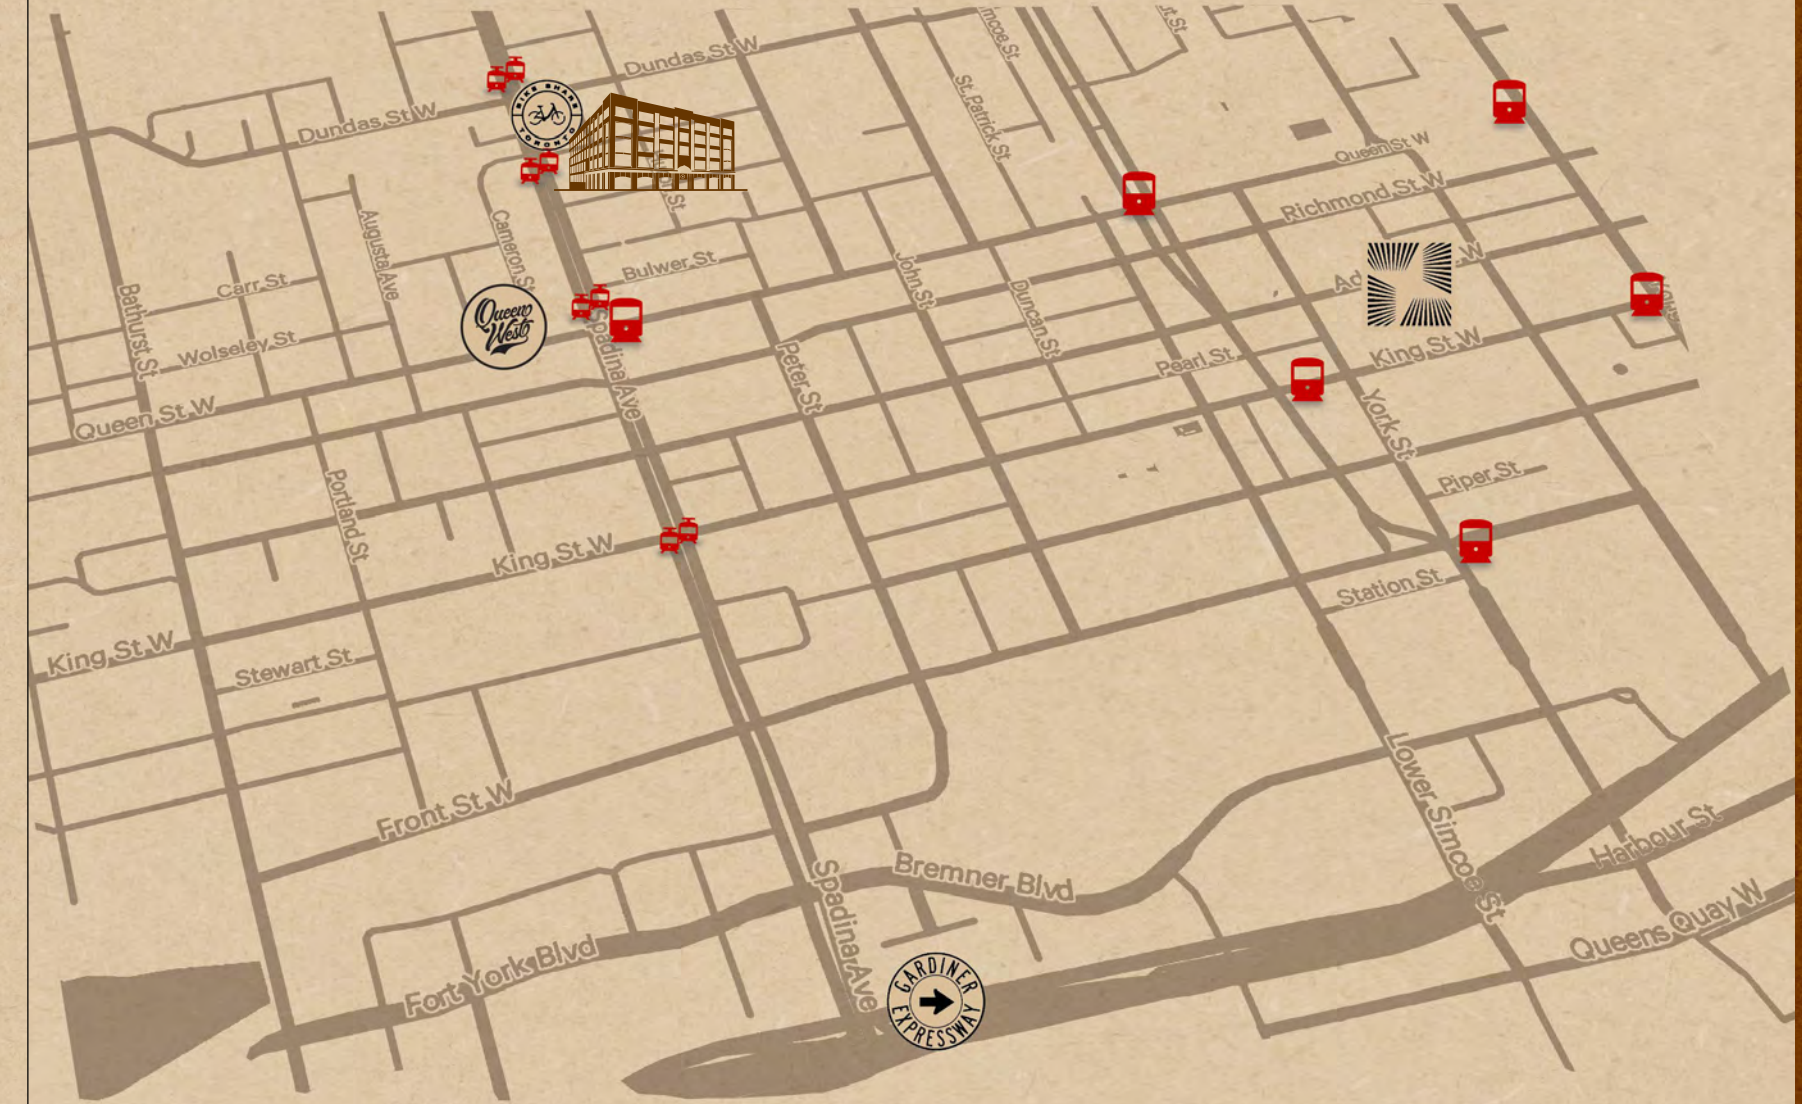 Dundas St W
BIKE SHARE
TORONTO
Dundas St W
St. Patrick St
Queen St W
Richmond St W
Augusta Ave
Cameron St
Bulwer St
John St
Duncan St
Carr St
Bathurst St
Queen
West
Wolseley St
Spadina Ave
Peter St
Pearl St
King St W
York St
Queen St W
Portland St
Piper St
King St W
Station St
King St W
Stewart St
Front St W
Lower Simcoe St
Harbour St
Bremner Blvd
Spadina Ave
Fort York Blvd
Queens Quay W
GARDINER
EXPRESSWAY